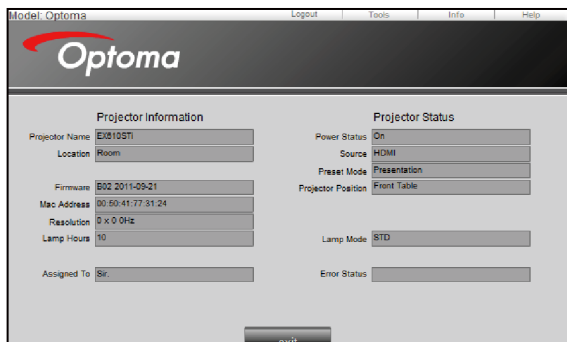 Model: Optoma Logout Tools Info Help
Optoma
Projector Information Projector Status
Projector Name EX610STi Power Status On
Location Room Source HDMI
Preset Mode Presentation
Firmware B02 2011-09-21 Projector Position Front Table
Mac Address 00:50:41:77:31:24
Resolution 0 x 0 0Hz
Lamp Hours 10 Lamp Mode STD
Assigned To Sir. Error Status
exit